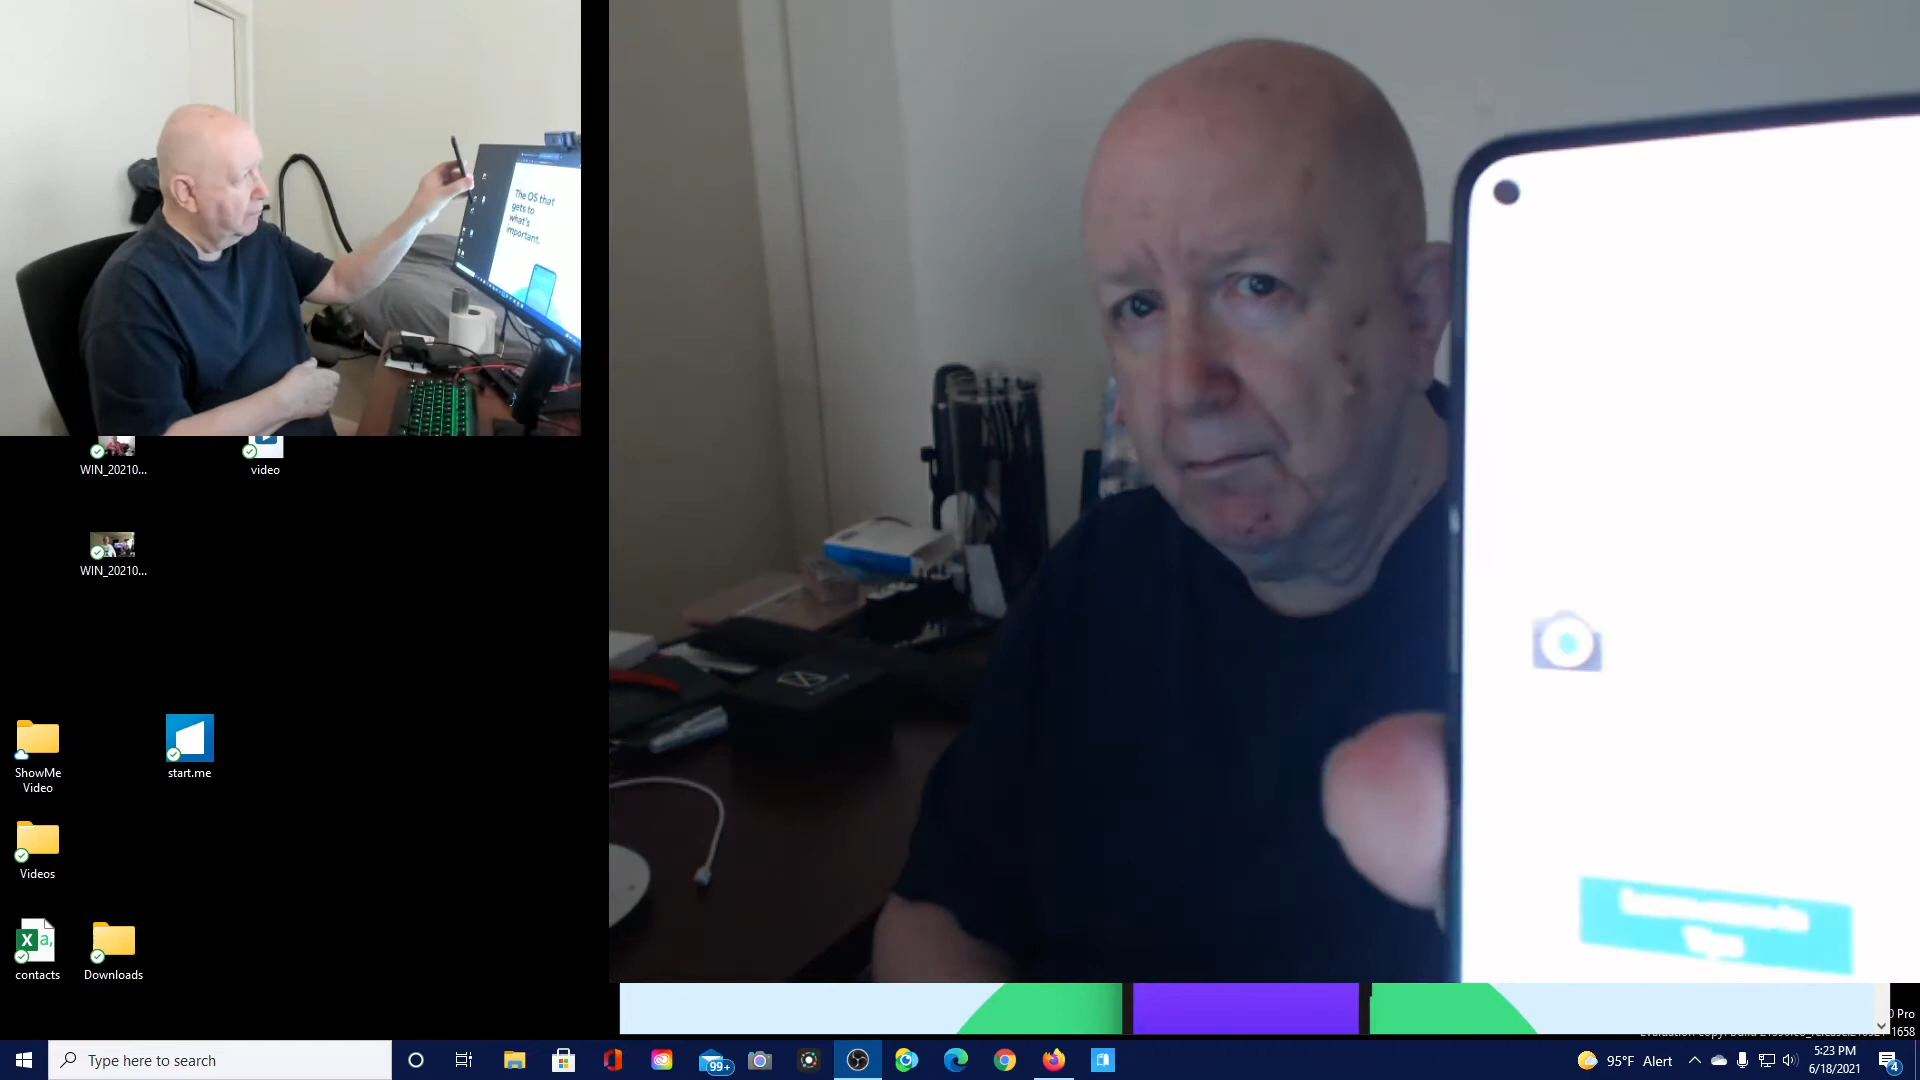 The OS that
gets to
what's
important.
WIN_20210...
video
WIN_20210...
ShowMe
Video
start.me
Videos
contacts
Downloads
0 Pro
1658
Type here to search
99+
95°F Alert
5:23 PM
6/18/2021
4